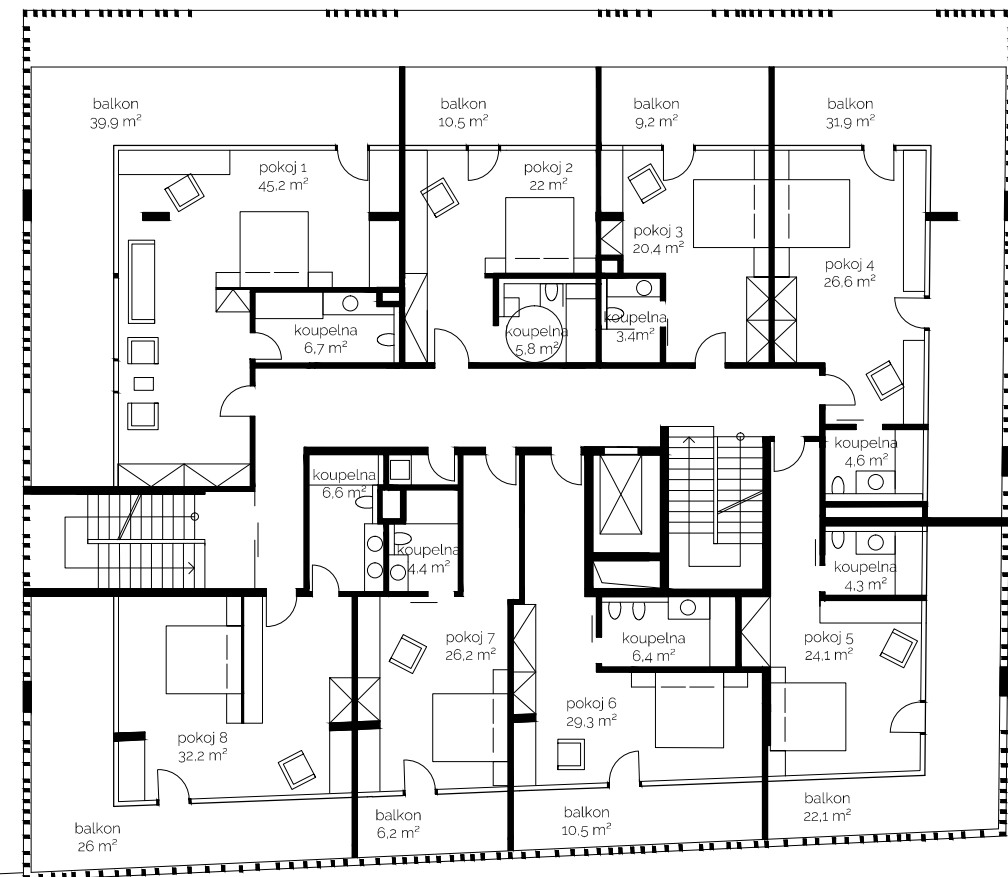 balkon
39,9 m²
balkon
10,5 m²
balkon
9,2 m²
balkon
31,9 m²
pokoj 1
45,2 m²
pokoj 2
22 m²
pokoj 3
20,4 m²
pokoj 4
26,6 m²
koupelna
6,7 m²
koupelna
5,8 m²
koupelna
3,4m²
koupelna
4,6 m²
koupelna
6,6 m²
koupelna
4,4 m²
koupelna
4,3 m²
koupelna
6,4 m²
pokoj 5
24,1 m²
pokoj 7
26,2 m²
pokoj 6
29,3 m²
pokoj 8
32,2 m²
balkon
26 m²
balkon
6,2 m²
balkon
10,5 m²
balkon
22,1 m²